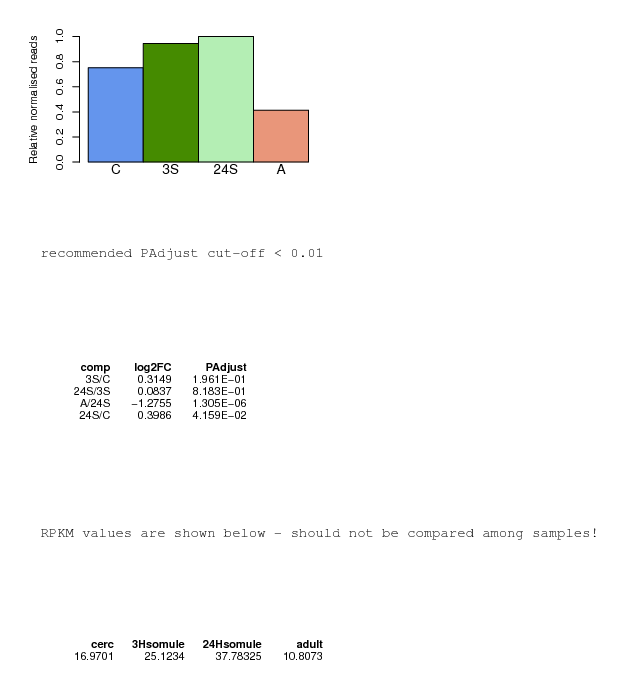 Relative normalised reads
1.0
0.8
0.6
0.4
0.2
0.0
C 3S 24S A
recommended PAdjust cut-off < 0.01
comp log2FC PAdjust
3S/C 0.3149 1.961E-01
24S/3S 0.0837 8.183E-01
A/24S -1.2755 1.305E-06
24S/C 0.3986 4.159E-02
RPKM values are shown below - should not be compared among samples!
cerc 3Hsomule 24Hsomule adult
16.9701 25.1234 37.78325 10.8073